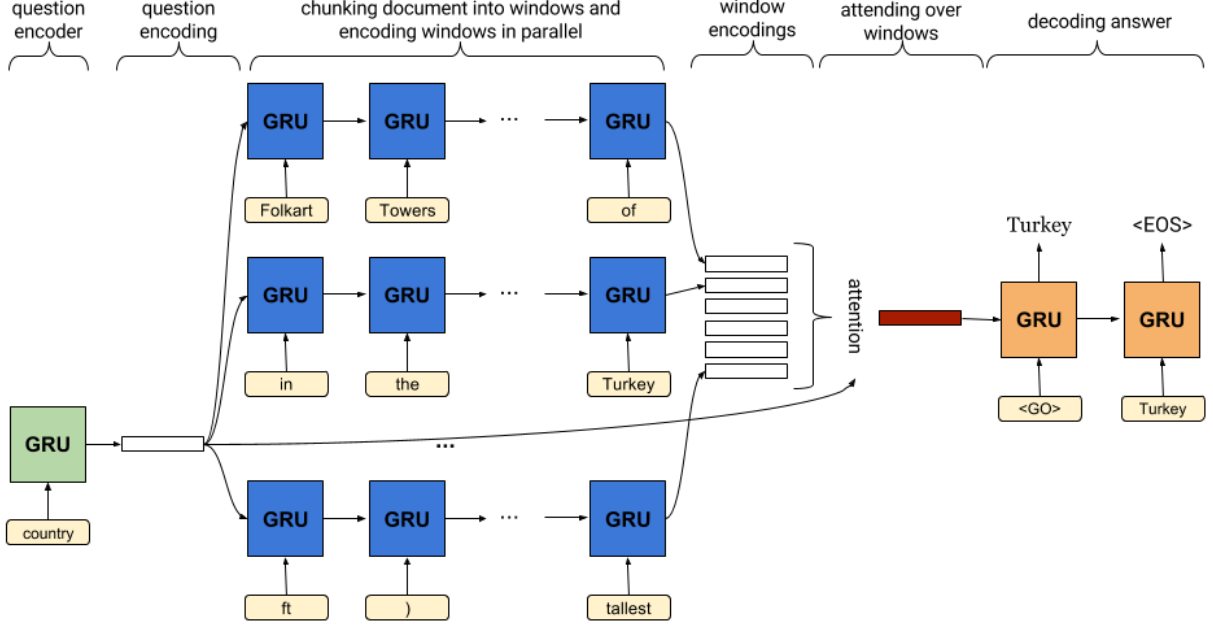 question
encoder
question
encoding
chunking document into windows and
encoding windows in parallel
window
encodings
attending over
windows
decoding answer
GRU GRU ... GRU
Folkart Towers of
GRU GRU ... GRU
in the Turkey
attention
Turkey <EOS>
GRU GRU
<GO> Turkey
GRU
country
...
GRU GRU ... GRU
ft ) tallest